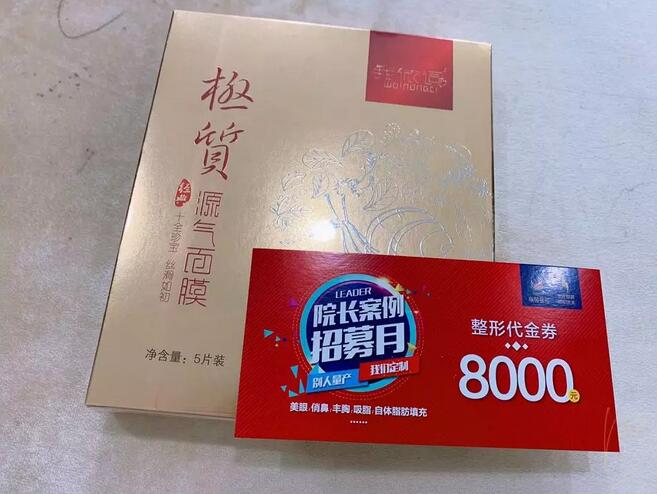 极質
经典
源气面膜
十全珍宝 丝滑如初
净含量：5片装
LEADER
院长案例
招募月
别人量产
我们定制
美眼,俏鼻,丰胸,吸脂,自体脂肪填充
......
整形代金券
8000元